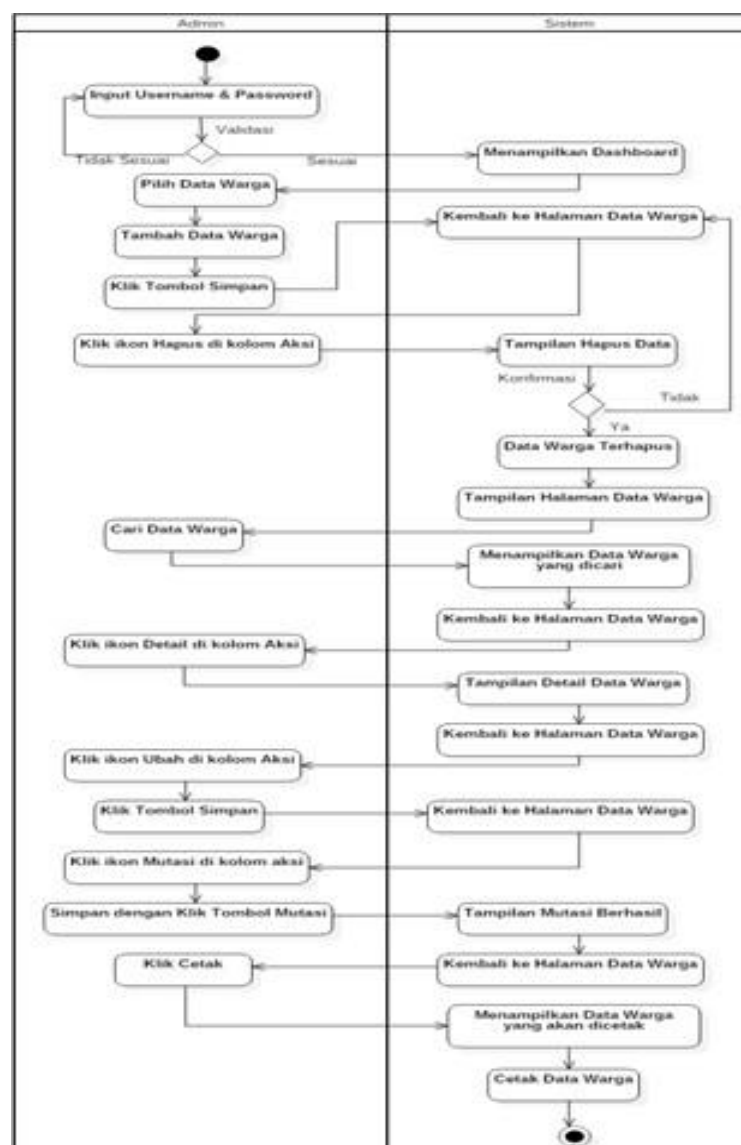 Admin
Sistem
Input Username & Password
Validasi
Tidak Sesuai
Sesuai
Menampilkan Dashboard
Pilih Data Warga
Tambah Data Warga
Kembali ke Halaman Data Warga
Klik Tombol Simpan
Klik ikon Hapus di kolom Aksi
Tampilan Hapus Data
Konfirmasi
Tidak
Ya
Data Warga Terhapus
Tampilan Halaman Data Warga
Cari Data Warga
Menampilkan Data Warga
yang dicari
Kembali ke Halaman Data Warga
Klik ikon Detail di kolom Aksi
Tampilan Detail Data Warga
Kembali ke Halaman Data Warga
Klik ikon Ubah di kolom Aksi
Klik Tombol Simpan
Kembali ke Halaman Data Warga
Klik ikon Mutasi di kolom aksi
Simpan dengan Klik Tombol Mutasi
Tampilan Mutasi Berhasil
Klik Cetak
Kembali ke Halaman Data Warga
Menampilkan Data Warga
yang akan dicetak
Cetak Data Warga